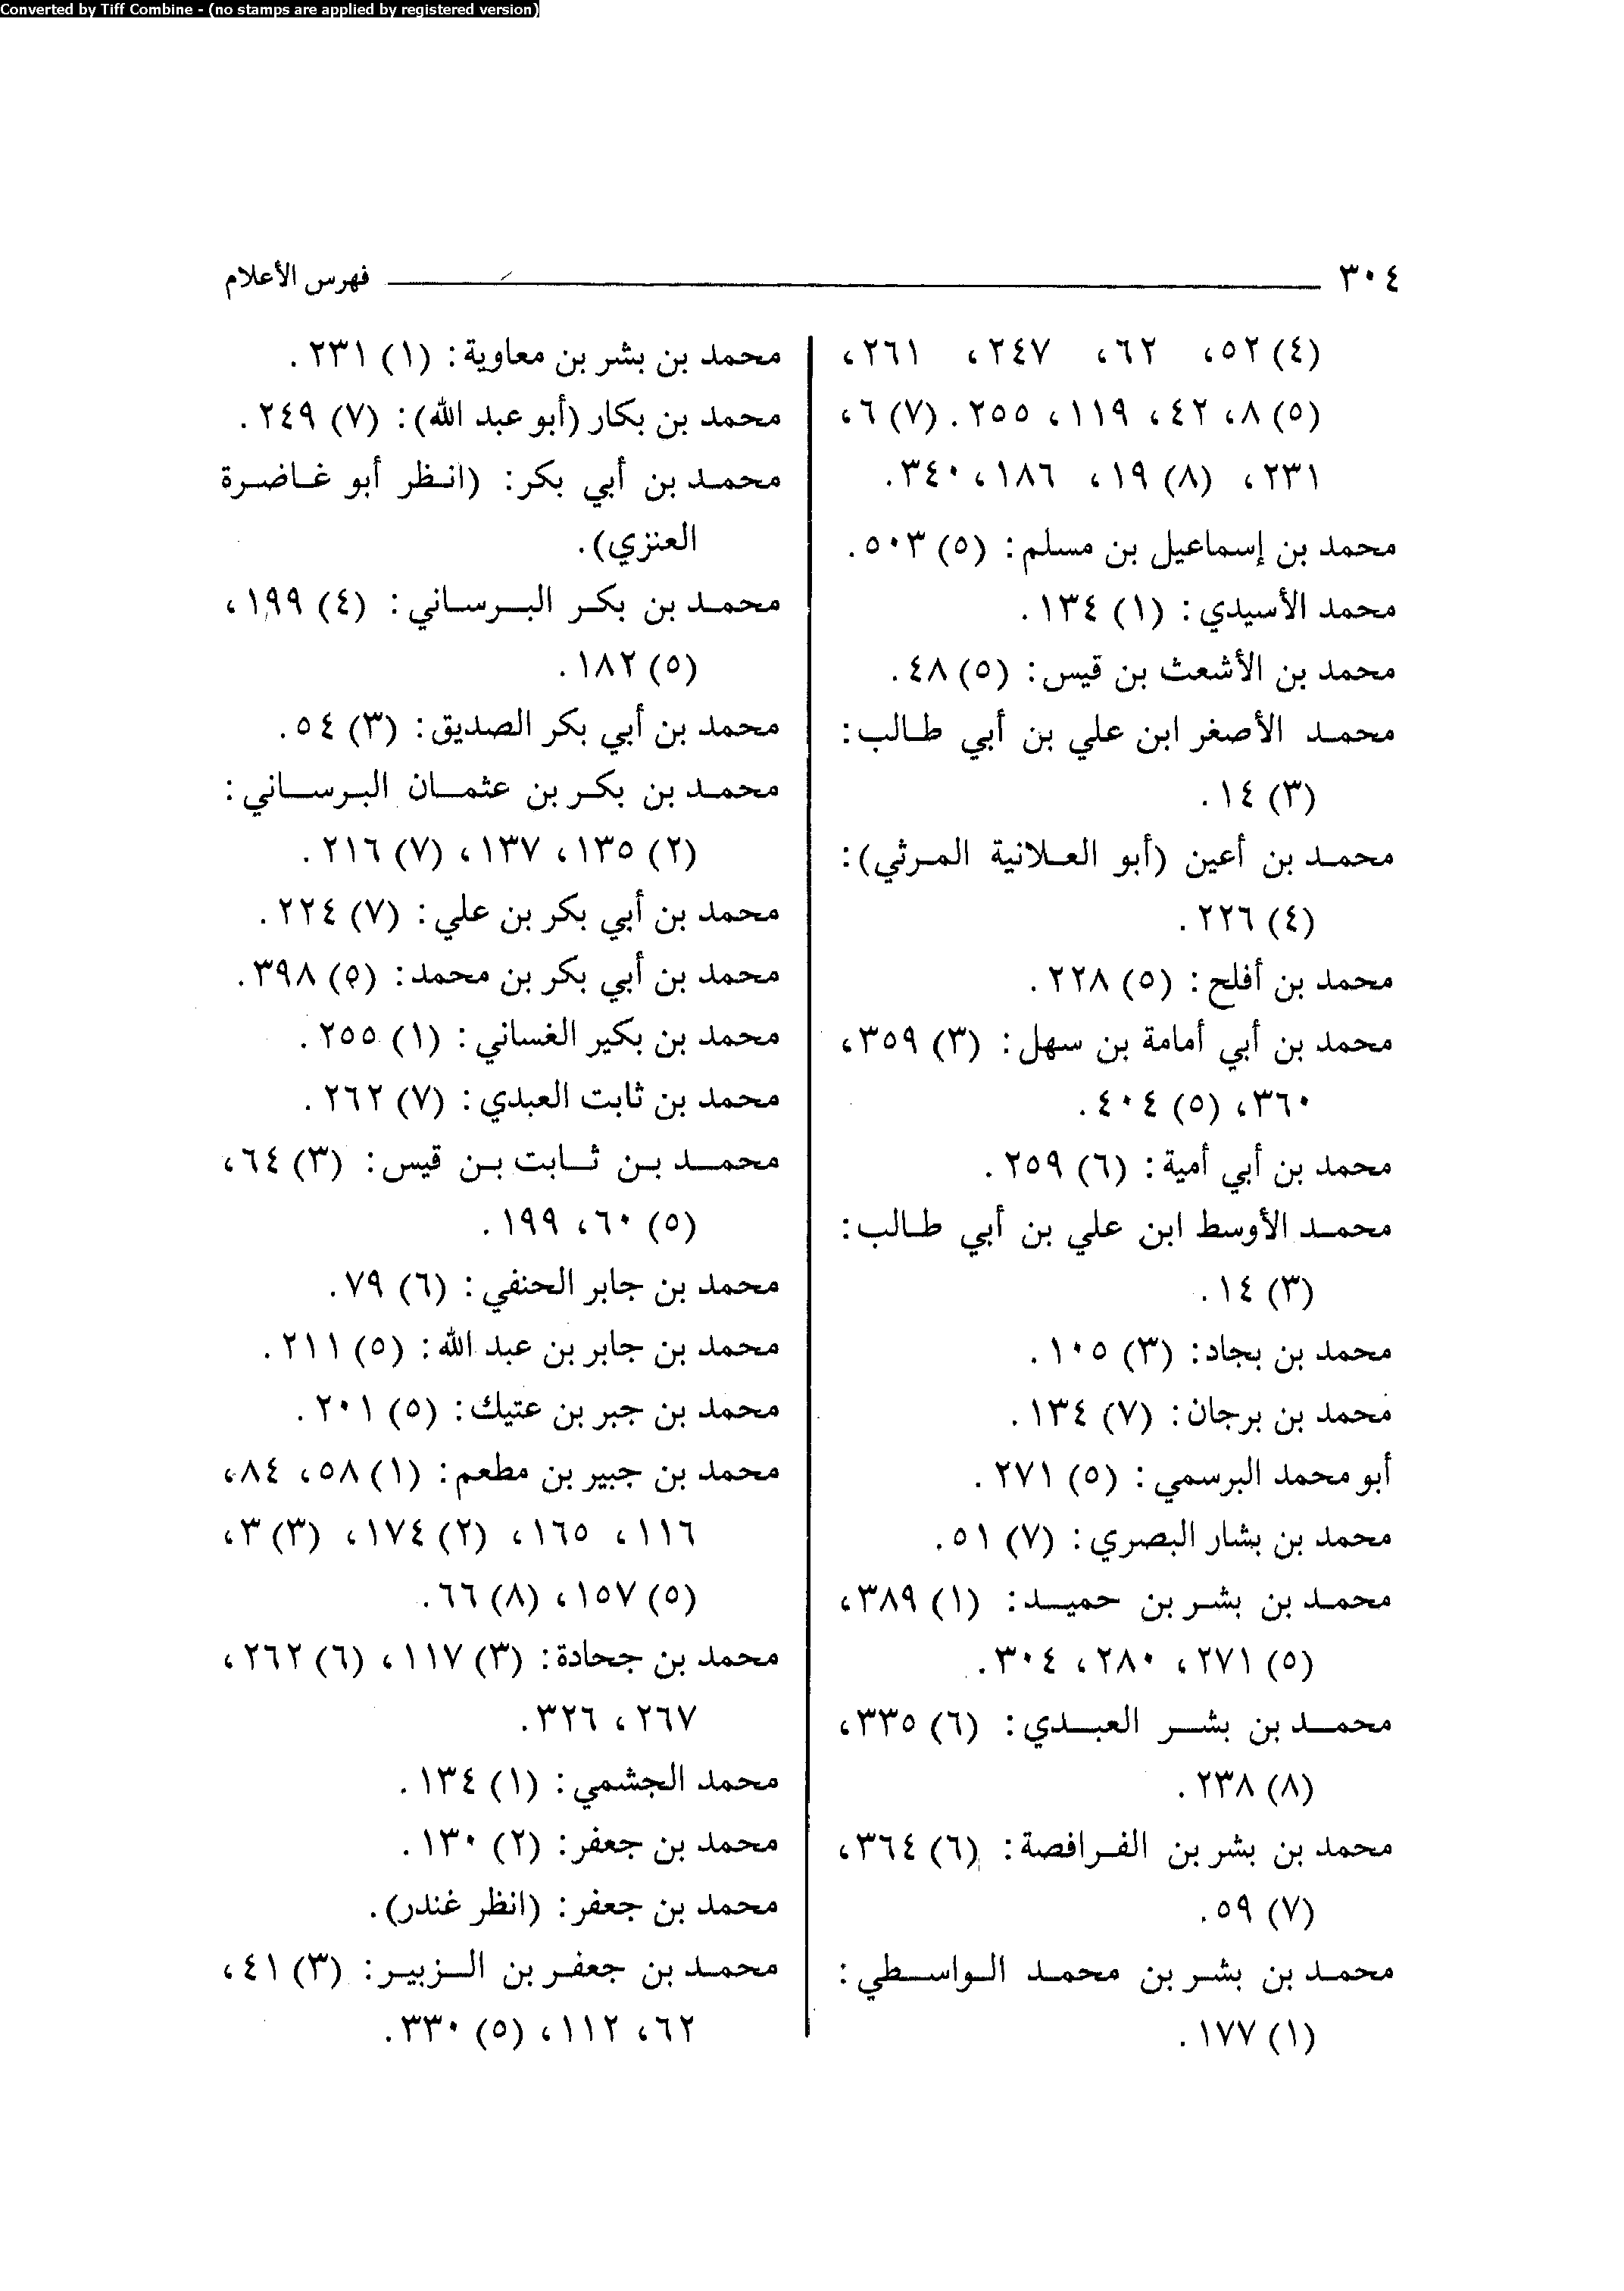 Converted by Tiff Combine - (no stamps are applied by registered version)
٣٠٤ فهرس الأعلام
(٤) ٥٢، ٦٢، ٢٤٧، ٢٦١،
(٥) ٨، ٤٢، ١١٩، ٢٥٥. (٧) ٦،
٢٣١، (٨) ١٩، ١٨٦، ٣٤٠.
محمد بن إسماعيل بن مسلم: (٥) ٥٠٣.
محمد الأسيدي: (١) ١٣٤.
محمد بن الأشعث بن قيس: (٥) ٤٨.
محمد الأصغر ابن علي بن أبي طالب:
(٣) ١٤.
محمد بن أعين (أبو العلانية المرثي):
(٤) ٢٢٦.
محمد بن أفلح: (٥) ٢٢٨.
محمد بن أبي أمامة بن سهل: (٣) ٣٥٩،
٣٦٠، (٥) ٤٠٤.
محمد بن أبي أمية: (٦) ٢٥٩.
محمد الأوسط ابن علي بن أبي طالب:
(٣) ١٤.
محمد بن بجاد: (٣) ١٠٥.
محمد بن برجان: (٧) ١٣٤.
أبو محمد البرسمي: (٥) ٢٧١.
محمد بن بشار البصري: (٧) ٥١.
محمد بن بشر بن حميد: (١) ٣٨٩،
(٥) ٢٧١، ٢٨٠، ٣٠٤.
محمد بن بشر العبدي: (٦) ٣٣٥،
(٨) ٢٣٨.
محمد بن بشر بن الفرافصة: (٦) ٣٦٤،
(٧) ٥٩.
محمد بن بشر بن محمد الواسطي:
(١) ١٧٧.
محمد بن بشر بن معاوية: (١) ٢٣١.
محمد بن بكار (أبو عبد الله): (٧) ٢٤٩.
محمد بن أبي بكر: (انظر أبو غاضرة
العنزي).
محمد بن بكر البرساني: (٤) ١٩٩،
(٥) ١٨٢.
محمد بن أبي بكر الصديق: (٣) ٥٤.
محمد بن بكر بن عثمان البرساني:
(٢) ١٣٥، ١٣٧، (٧) ٢١٦.
محمد بن أبي بكر بن علي: (٧) ٢٢٤.
محمد بن أبي بكر بن محمد: (٥) ٣٩٨.
محمد بن بكير الغساني: (١) ٢٥٥.
محمد بن ثابت العبدي: (٧) ٢٦٢.
محمد بن ثابت بن قيس: (٣) ٦٤،
(٥) ٦٠، ١٩٩.
محمد بن جابر الحنفي: (٦) ٧٩.
محمد بن جابر بن عبد الله: (٥) ٢١١.
محمد بن جبر بن عتيك: (٥) ٢٠١.
محمد بن جبير بن مطعم: (١) ٥٨، ٨٤،
١١٦، ١٦٥، (٢) ١٧٤، (٣) ٣،
(٥) ١٥٧، (٨) ٦٦.
محمد بن جحادة: (٣) ١١٧، (٦) ٢٦٢،
٢٦٧، ٣٢٦.
محمد الجشمي: (١) ١٣٤.
محمد بن جعفر: (٢) ١٣٠.
محمد بن جعفر: (انظر غندر).
محمد بن جعفر بن الزبير: (٣) ٤١،
٦٢، ١١٢، (٥) ٣٣٠.